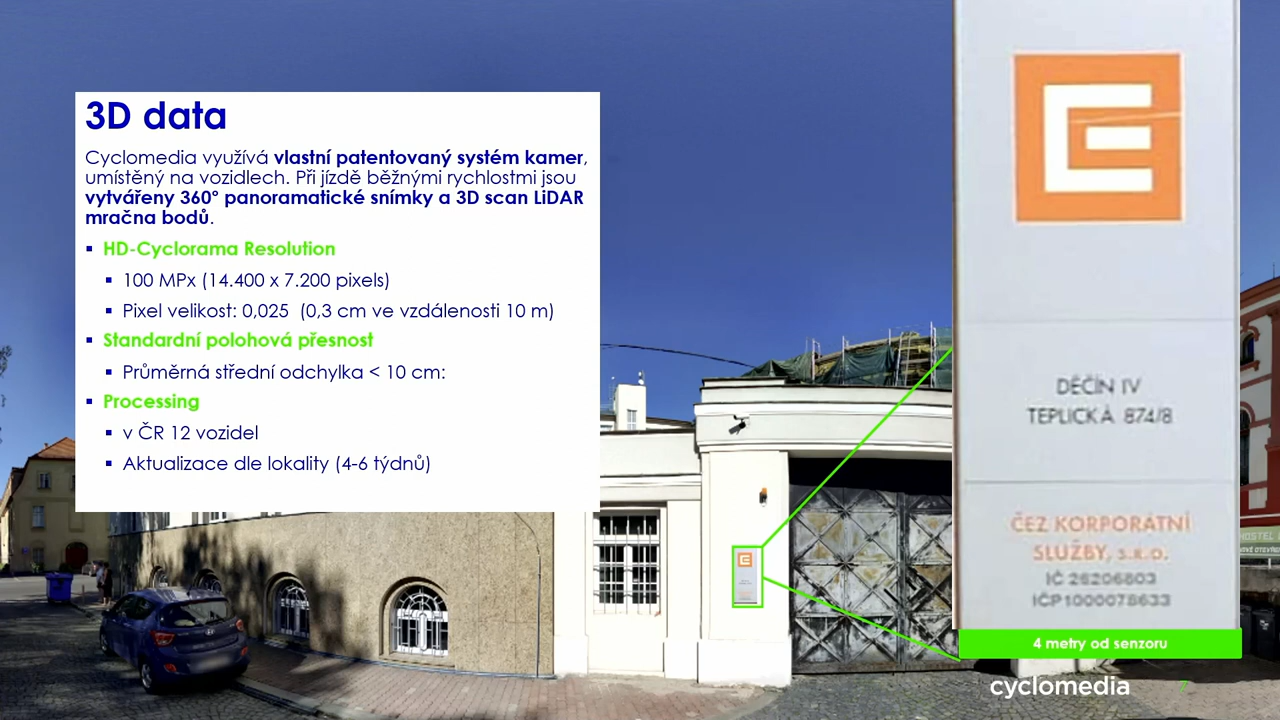 3D data
Cyclomedia využívá vlastní patentovaný systém kamer,
umístěný na vozidlech. Při jízdě běžnými rychlostmi jsou
vytvářeny 360° panoramatické snímky a 3D scan LiDAR
mračna bodů.
▪ HD-Cyclorama Resolution
▪ 100 MPx (14.400 x 7.200 pixels)
▪ Pixel velikost: 0,025 (0,3 cm ve vzdálenosti 10 m)
▪ Standardní polohová přesnost
▪ Průměrná střední odchylka < 10 cm:
▪ Processing
▪ v ČR 12 vozidel
▪ Aktualizace dle lokality (4-6 týdnů)
DĚČÍN IV
TEPLICKÁ 874/8
ČEZ KORPORÁTNÍ
SLUŽBY, s.r.o.
IČ 26206803
IČP1000078633
4 metry od senzoru
HOSTEL
cyclomedia
7